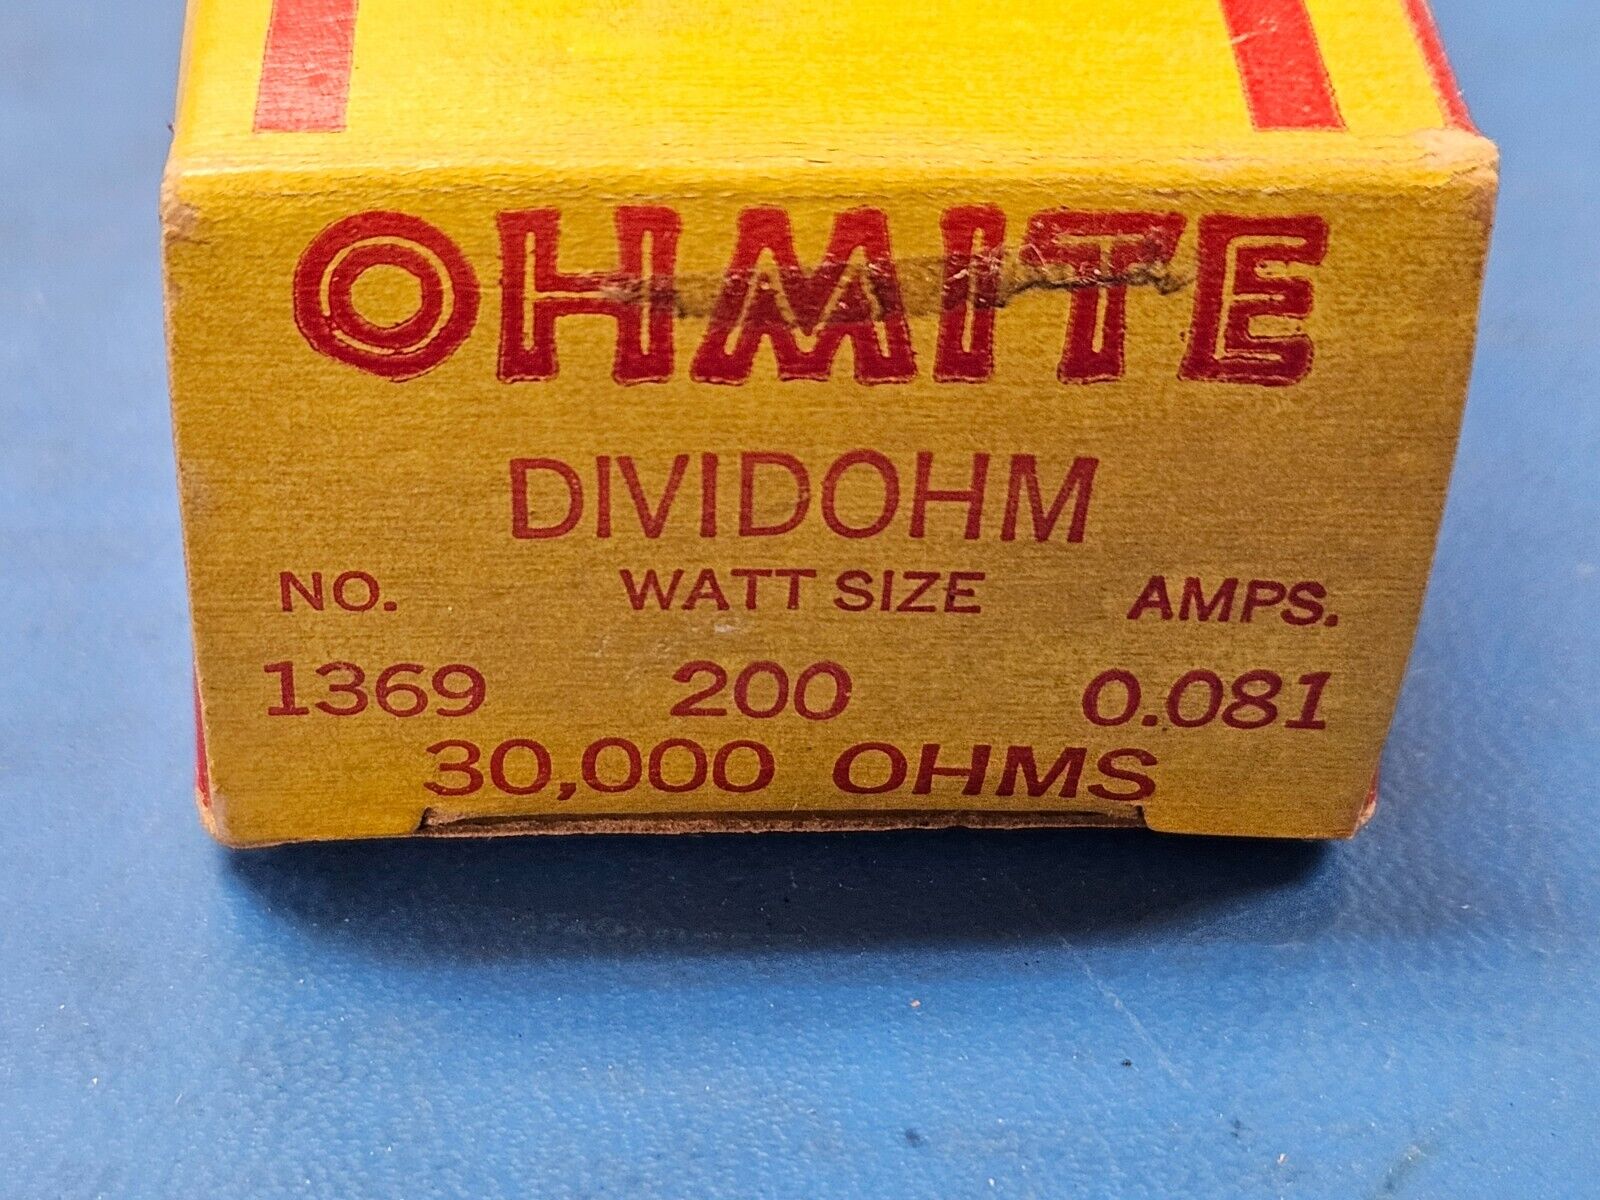 OHMITE
DIVIDOHM
NO. WATT SIZE AMPS.
1369 200 0.081
30,000 OHMS